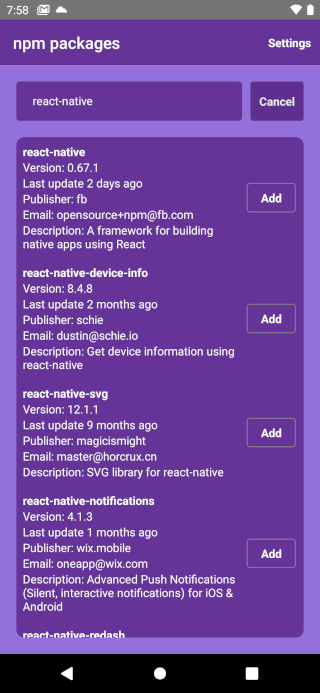 7:58
npm packages
Settings
react-native
Cancel
react-native
Version: 0.67.1
Last update 2 days ago
Publisher: fb
Email: opensource+npm@fb.com
Description: A framework for building
native apps using React
Add
react-native-device-info
Version: 8.4.8
Last update 2 months ago
Publisher: schie
Email: dustin@schie.io
Description: Get device information using
react-native
Add
react-native-svg
Version: 12.1.1
Last update 9 months ago
Publisher: magicismight
Email: master@horcrux.cn
Description: SVG library for react-native
Add
react-native-notifications
Version: 4.1.3
Last update 1 months ago
Publisher: wix.mobile
Email: oneapp@wix.com
Description: Advanced Push Notifications
(Silent, interactive notifications) for iOS &
Android
Add
react-native-redash